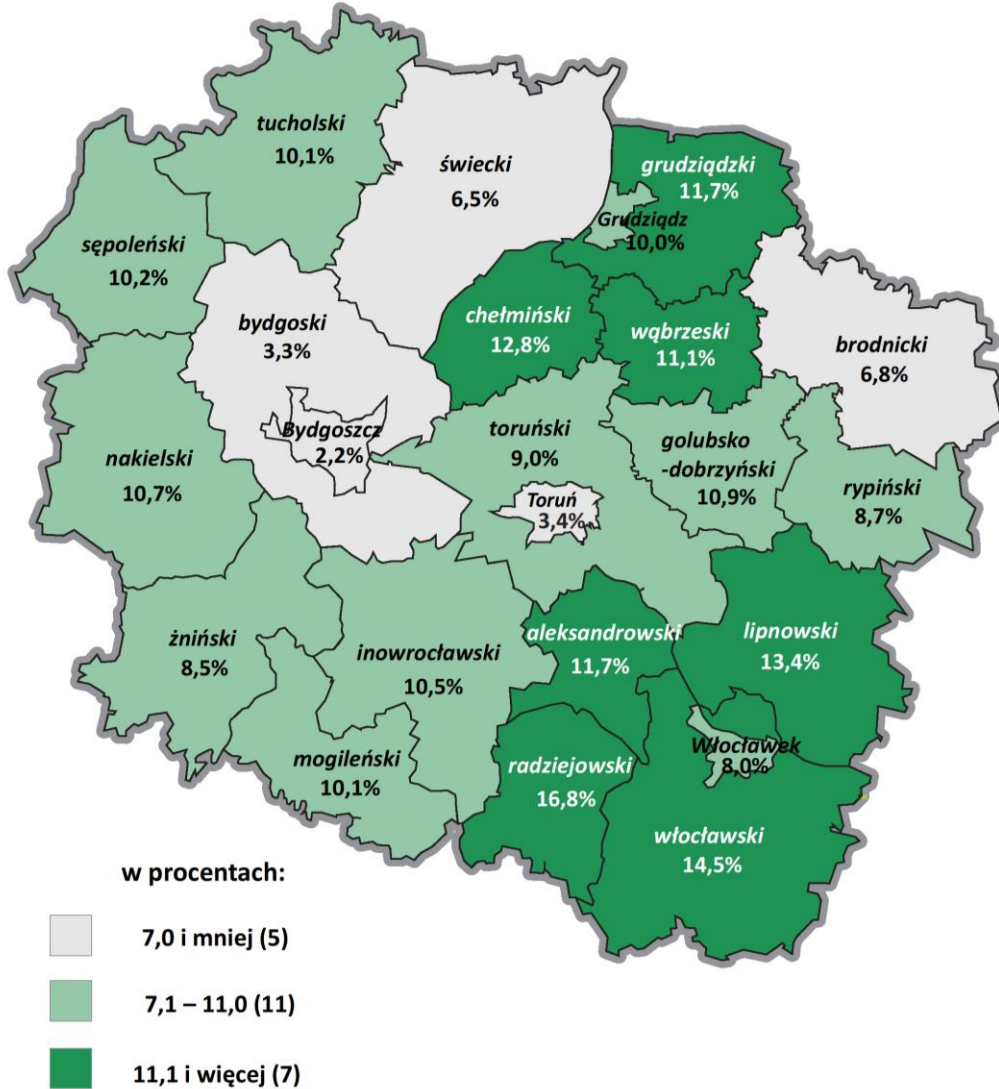 tucholski
10,1%
świecki
6,5%
grudziądzki
11,7%
Grudziądz
10,0%
sępoleński
10,2%
bydgoski
3,3%
chełmiński
12,8%
wąbrzeski
11,1%
brodnicki
6,8%
Bydgoszcz
2,2%
toruński
9,0%
golubsko
-dobrzyński
10,9%
nakielski
10,7%
Toruń
3,4%
rypiński
8,7%
żniński
8,5%
inowrocławski
10,5%
aleksandrowski
11,7%
lipnowski
13,4%
mogileński
10,1%
radziejowski
16,8%
Włocławek
8,0%
włocławski
14,5%
w procentach:
7,0 i mniej (5)
7,1 – 11,0 (11)
11,1 i więcej (7)